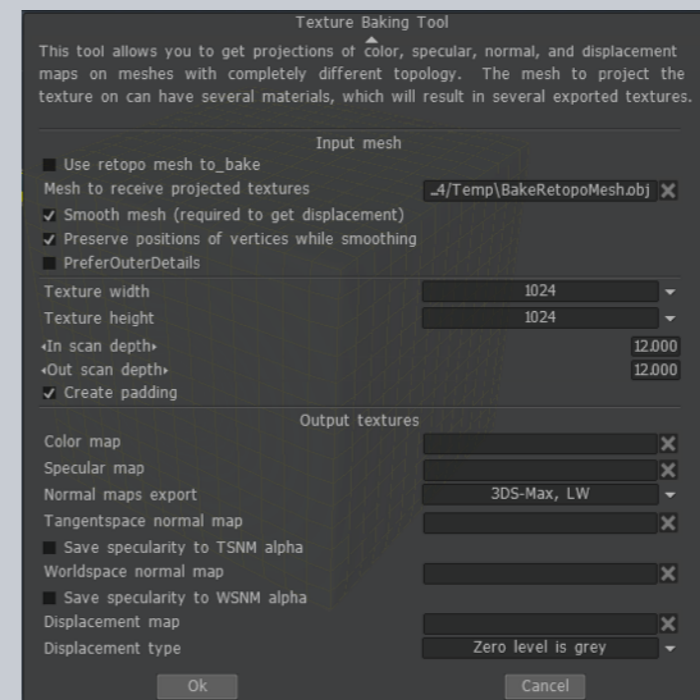 Texture Baking Tool
This tool allows you to get projections of color, specular, normal, and displacement
maps on meshes with completely different topology. The mesh to project the
texture on can have several materials, which will result in several exported textures.
Input mesh
Use retopo mesh to_bake
Mesh to receive projected textures ../4/Temp\BakeRetopoMesh.obj
Smooth mesh (required to get displacement)
Preserve positions of vertices while smoothing
PreferOuterDetails
Texture width 1024
Texture height 1024
In scan depth 12.000
Out scan depth 12.000
Create padding
Output textures
Color map
Specular map
Normal maps export 3DS-Max, LW
Tangentspace normal map
Save specularity to TSNM alpha
Worldspace normal map
Save specularity to WSNM alpha
Displacement map
Displacement type Zero level is grey
Ok Cancel